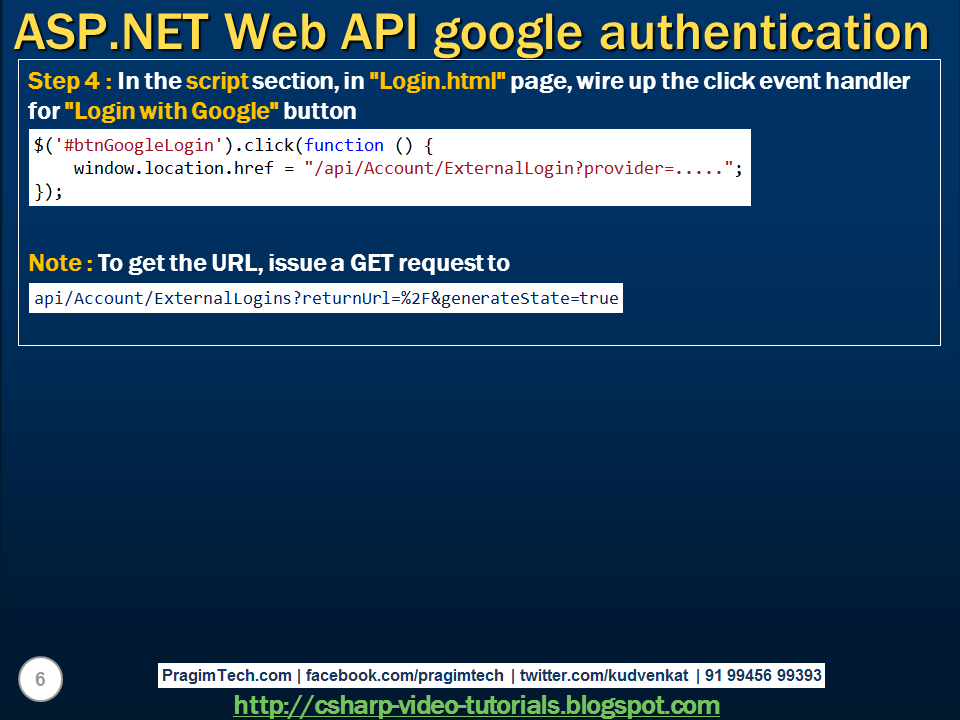 ASP.NET Web API google authentication
Step 4 : In the script section, in "Login.html" page, wire up the click event handler
for "Login with Google" button
$('#btnGoogleLogin').click(function () {
    window.location.href = "/api/Account/ExternalLogin?provider=.....";
});
Note : To get the URL, issue a GET request to
api/Account/ExternalLogins?returnUrl=%2F&generateState=true
6
PragimTech.com | facebook.com/pragimtech | twitter.com/kudvenkat | 91 99456 99393
http://csharp-video-tutorials.blogspot.com